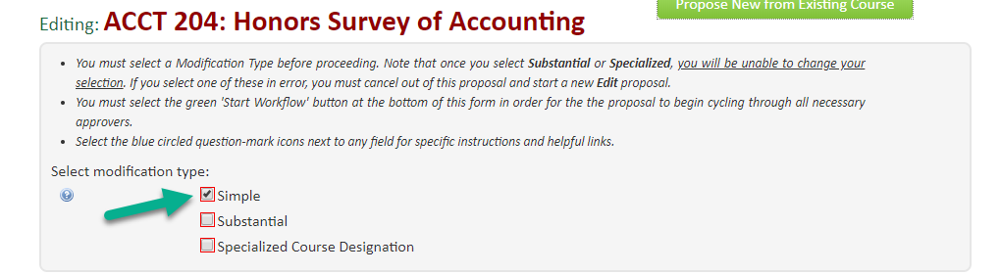 Propose New from Existing Course
Editing: ACCT 204: Honors Survey of Accounting
• You must select a Modification Type before proceeding. Note that once you select Substantial or Specialized, you will be unable to change your
selection. If you select one of these in error, you must cancel out of this proposal and start a new Edit proposal.
• You must select the green 'Start Workflow' button at the bottom of this form in order for the the proposal to begin cycling through all necessary
approvers.
• Select the blue circled question-mark icons next to any field for specific instructions and helpful links.
Select modification type:
? Simple
Substantial
Specialized Course Designation